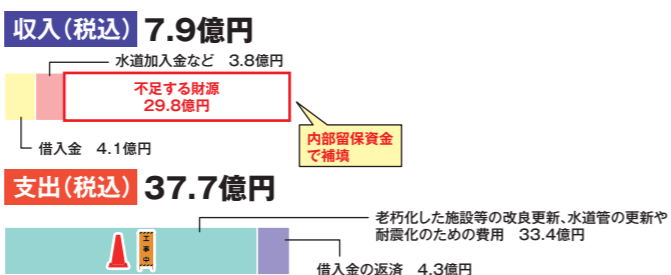 収入(税込) 7.9億円
水道加入金など 3.8億円
不足する財源
29.8億円
内部留保資金
で補填
借入金 4.1億円
支出(税込) 37.7億円
老朽化した施設等の改良更新、水道管の更新や
耐震化のための費用 33.4億円
工事中
借入金の返済 4.3億円